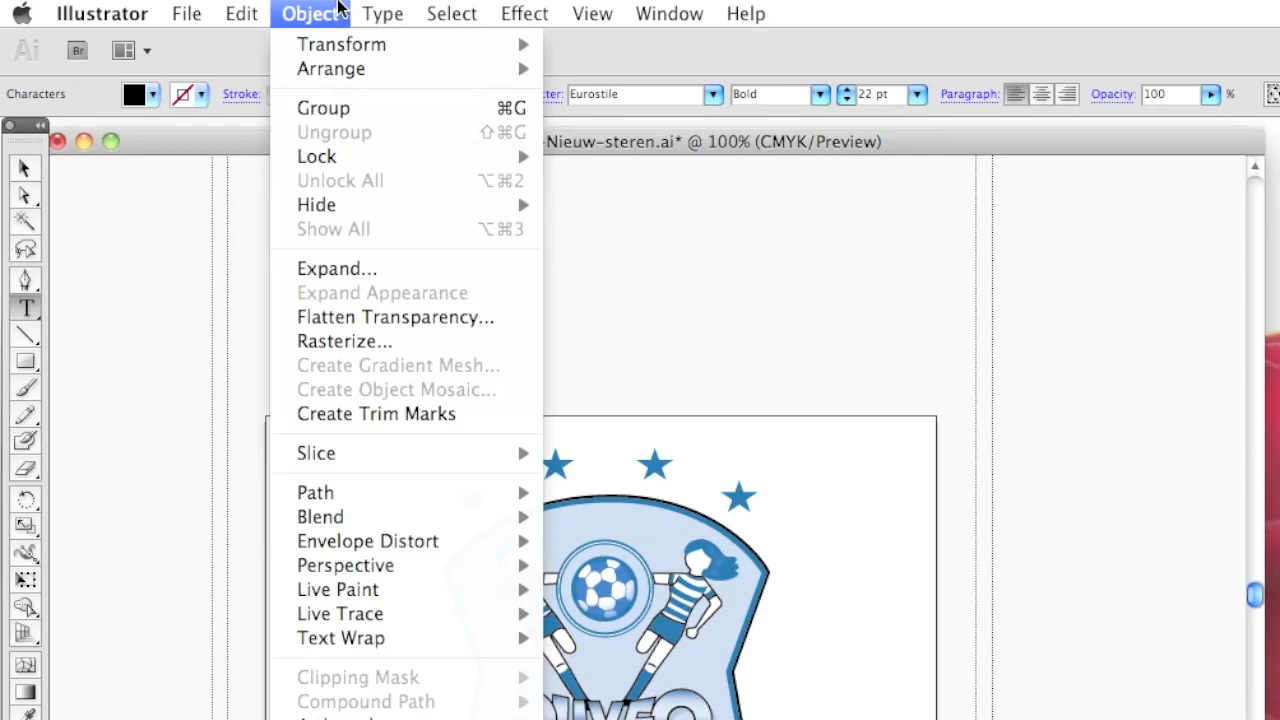 Illustrator File Edit Object Type Select Effect View Window Help
Ai Br
Characters Stroke: ter: Eurostile Bold 22 pt Paragraph: Opacity: 100 %
-Nieuw-steren.ai* @ 100% (CMYK/Preview)
Transform
Arrange
Group ⌘G
Ungroup ⇧⌘G
Lock
Unlock All ⌥⌘2
Hide
Show All ⌥⌘3
Expand...
Expand Appearance
Flatten Transparency...
Rasterize...
Create Gradient Mesh...
Create Object Mosaic...
Create Trim Marks
Slice
Path
Blend
Envelope Distort
Perspective
Live Paint
Live Trace
Text Wrap
Clipping Mask
Compound Path
T